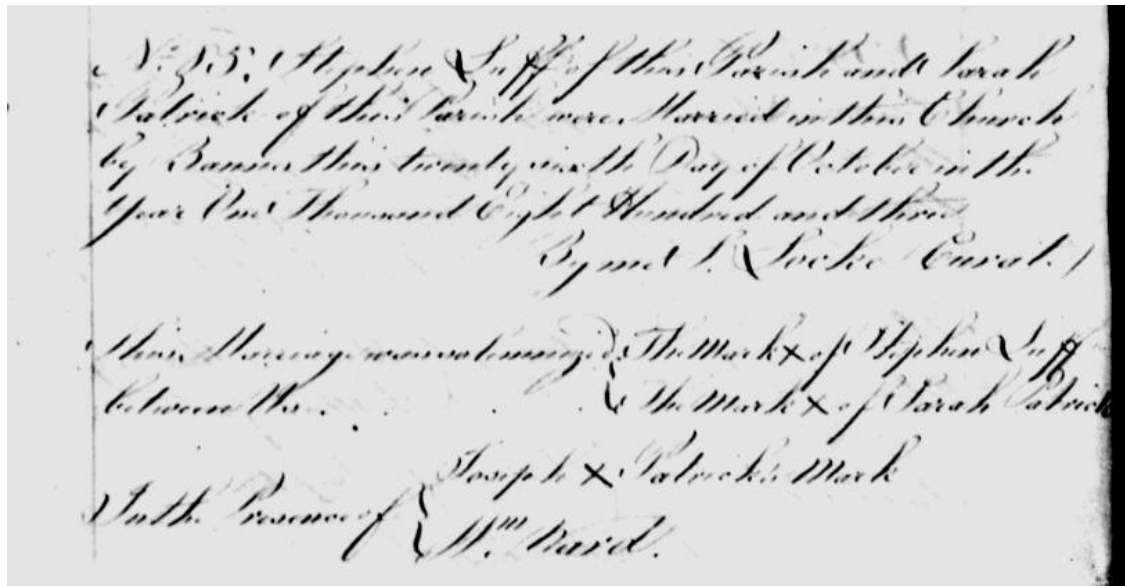 No. 85. Stephen Luff of this Parish and Sarah
Patrick of this Parish were Married in this Church
by Banns this twenty sixth Day of October in the
Year One Thousand Eight Hundred and three
By me S. Locke Curate
This Marriage was solemnized The Mark X of Stephen Luff
between Us. The Mark X of Sarah Patrick
Joseph X Patrick's Mark
In the Presence of
Wm. Ward.